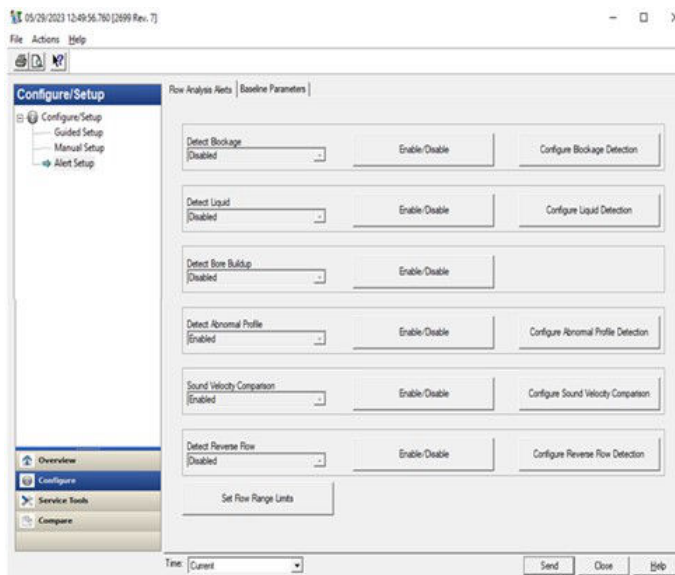 05/29/2023 12:49:56.760 [2699 Rev. 7]
File Actions Help
Configure/Setup
Configure/Setup
Guided Setup
Manual Setup
Alert Setup
Overview
Configure
Service Tools
Compare
Flow Analysis Alerts
Baseline Parameters
Detect Blockage
Disabled
Enable/Disable
Configure Blockage Detection
Detect Liquid
Disabled
Enable/Disable
Configure Liquid Detection
Detect Bore Buildup
Disabled
Enable/Disable
Detect Abnormal Profile
Enabled
Enable/Disable
Configure Abnormal Profile Detection
Sound Velocity Comparison
Enabled
Enable/Disable
Configure Sound Velocity Comparison
Detect Reverse Flow
Disabled
Enable/Disable
Configure Reverse Flow Detection
Set Flow Range Limits
Time: Current
Send
Close
Help